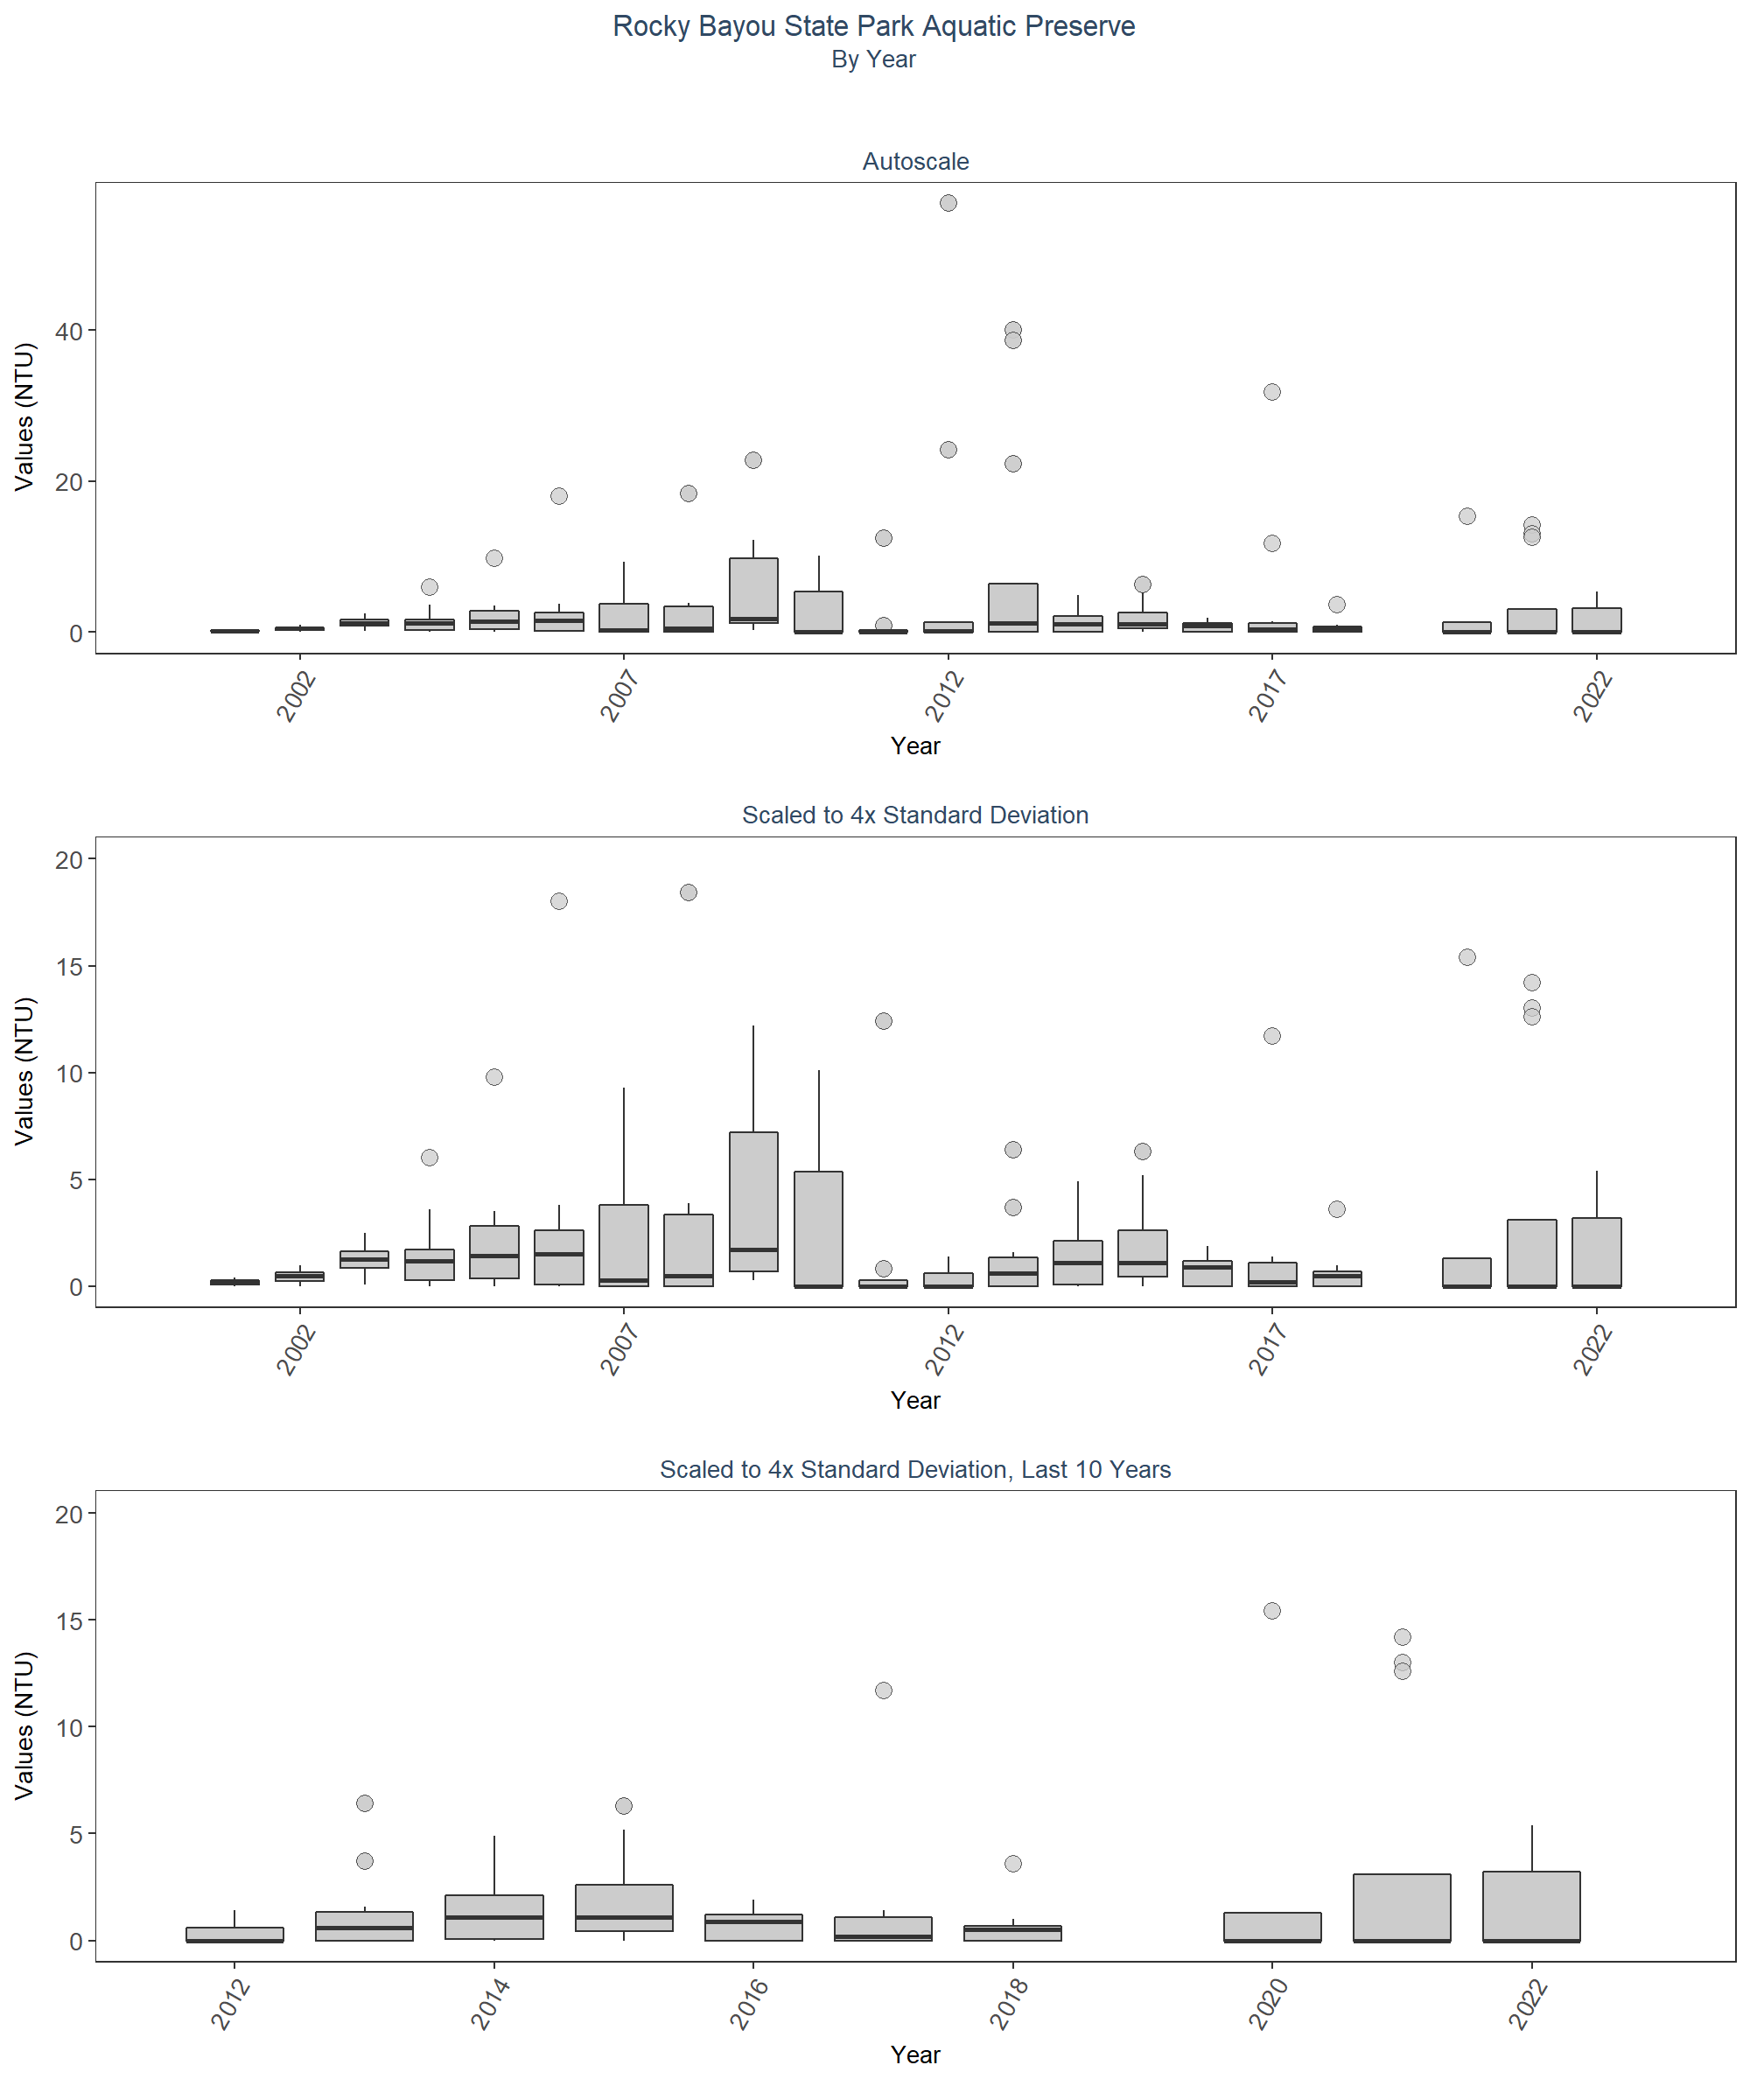 Rocky Bayou State Park Aquatic Preserve
By Year
Autoscale
Values (NTU)
40
20
0
2002 2007 2012 2017 2022
Year
Scaled to 4x Standard Deviation
Values (NTU)
20
15
10
5
0
2002 2007 2012 2017 2022
Year
Scaled to 4x Standard Deviation, Last 10 Years
Values (NTU)
20
15
10
5
0
2012 2014 2016 2018 2020 2022
Year